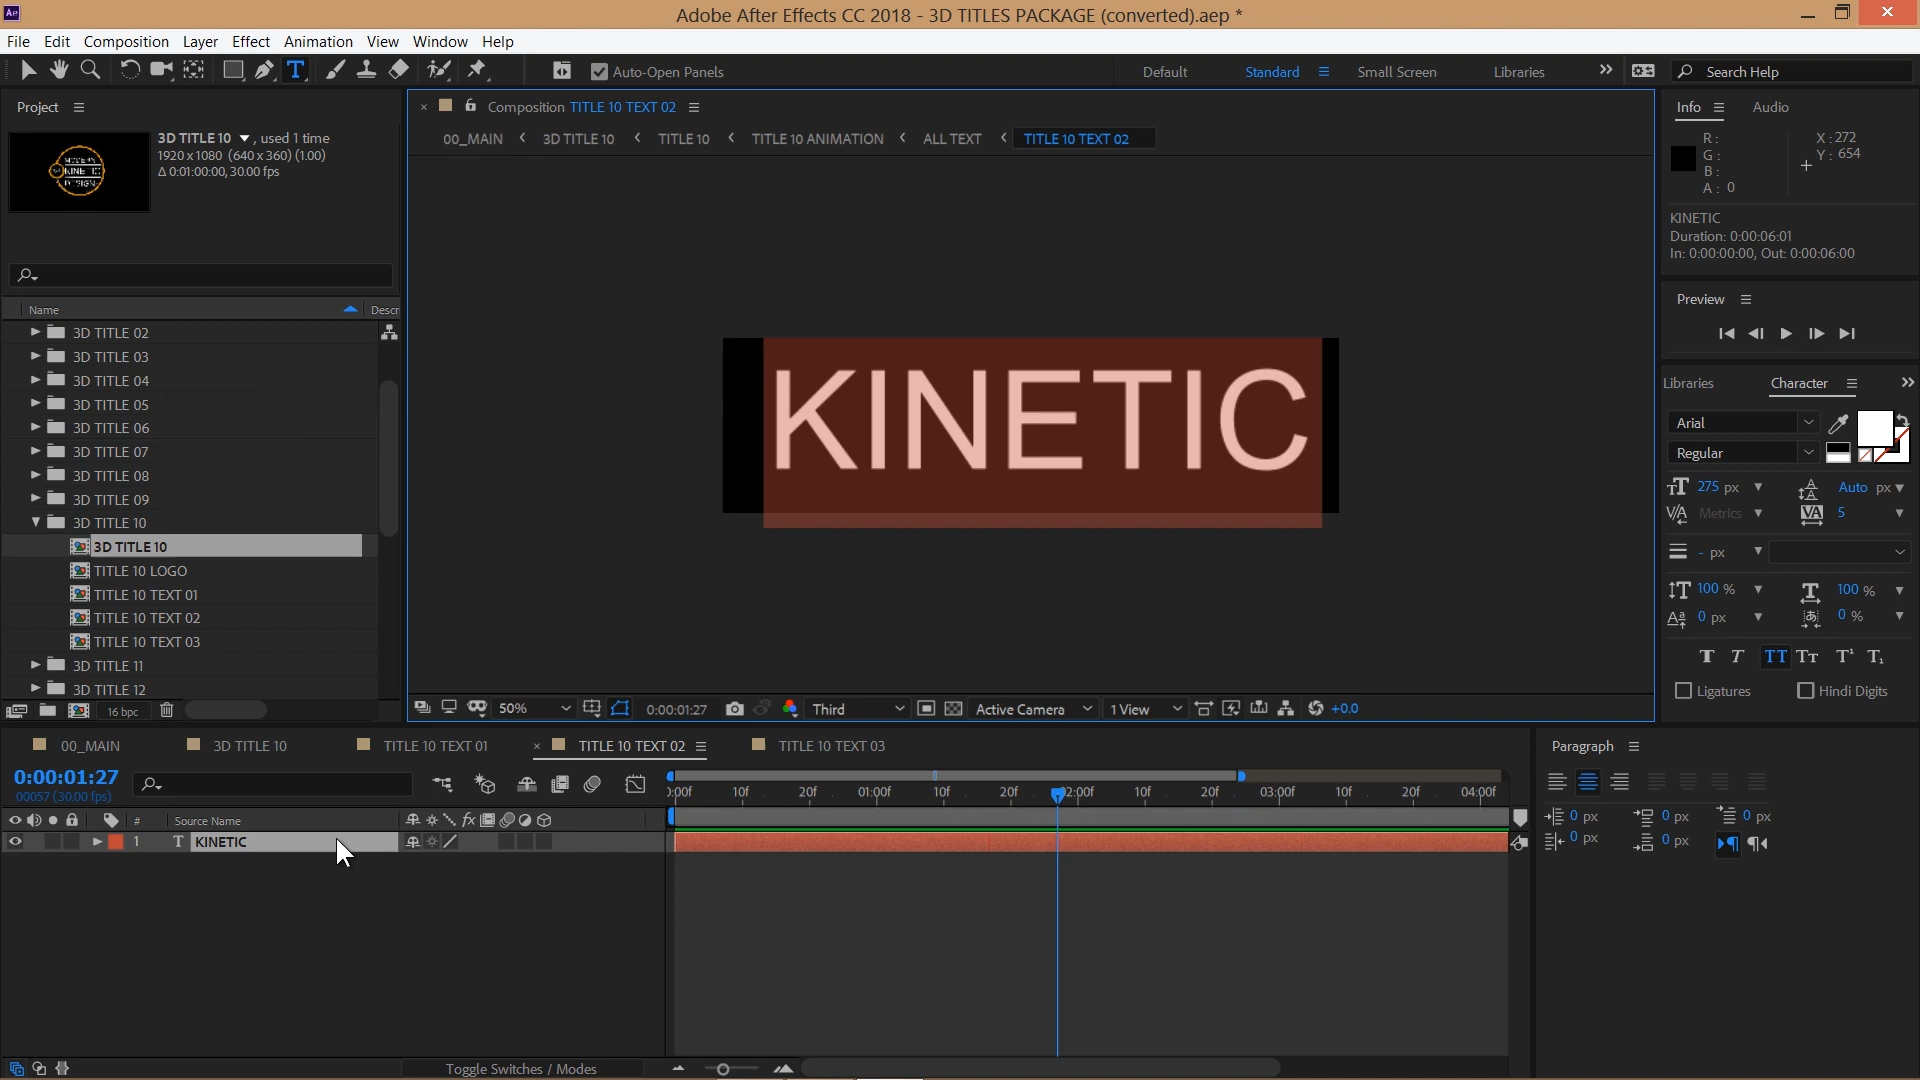 Adobe After Effects CC 2018 - 3D TITLES PACKAGE (converted).aep *
File Edit Composition Layer Effect Animation View Window Help
Auto-Open Panels
Default Standard Small Screen Libraries
Search Help
Project
3D TITLE 10 , used 1 time
1920 x 1080 (640 x 360) (1.00)
Δ 0:01:00:00, 30.00 fps
KINETIC
Name Descr
3D TITLE 02
3D TITLE 03
3D TITLE 04
3D TITLE 05
3D TITLE 06
3D TITLE 07
3D TITLE 08
3D TITLE 09
3D TITLE 10
3D TITLE 10
TITLE 10 LOGO
TITLE 10 TEXT 01
TITLE 10 TEXT 02
TITLE 10 TEXT 03
3D TITLE 11
3D TITLE 12
16 bpc
Composition TITLE 10 TEXT 02
00_MAIN 3D TITLE 10 TITLE 10 TITLE 10 ANIMATION ALL TEXT TITLE 10 TEXT 02
KINETIC
50% 0:00:01:27 Third Active Camera 1 View +0.0
Info Audio
R :
G :
B :
A : 0
X : 272
Y : 654
KINETIC
Duration: 0:00:06:01
In: 0:00:00:00, Out: 0:00:06:00
Preview
Libraries Character
Arial
Regular
275 px Auto px
Metrics 5
- px
100 % 100 %
0 px 0 %
T T TT Tт T¹ T₁
Ligatures Hindi Digits
00_MAIN 3D TITLE 10 TITLE 10 TEXT 01 TITLE 10 TEXT 02 TITLE 10 TEXT 03
0:00:01:27
00057 (30.00 fps)
):00f 10f 20f 01:00f 10f 20f 02:00f 10f 20f 03:00f 10f 20f 04:00f
# Source Name
1 T KINETIC
Toggle Switches / Modes
Paragraph
0 px 0 px 0 px
0 px 0 px